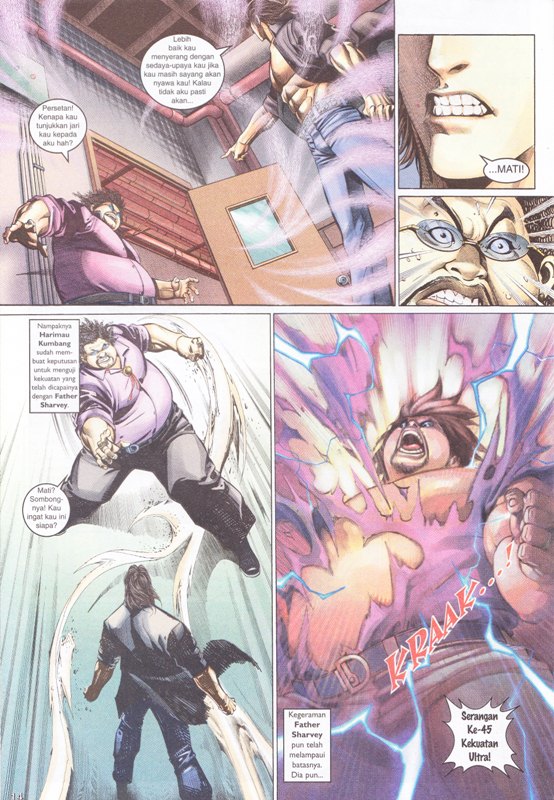 Lebih
baik kau
menyerang dengan
sedaya-upaya kau jika
kau masih sayang akan
nyawa kau! Kalau
tidak aku pasti
akan...
Persetan!
Kenapa kau
tunjukkan jari
kau kepada
aku hah?
...MATI!
Nampaknya
Harimau
Kumbang
sudah mem-
buat keputusan
untuk menguji
kekuatan yang
telah dicapainya
dengan Father
Sharvey.
Mati?
Sombong-
nya! Kau
ingat kau ini
siapa?
KRAAK...!
Kegeraman
Father
Sharvey
pun telah
melampaui
batasnya.
Dia pun...
Serangan
Ke-45
Kekuatan
Ultra!
14